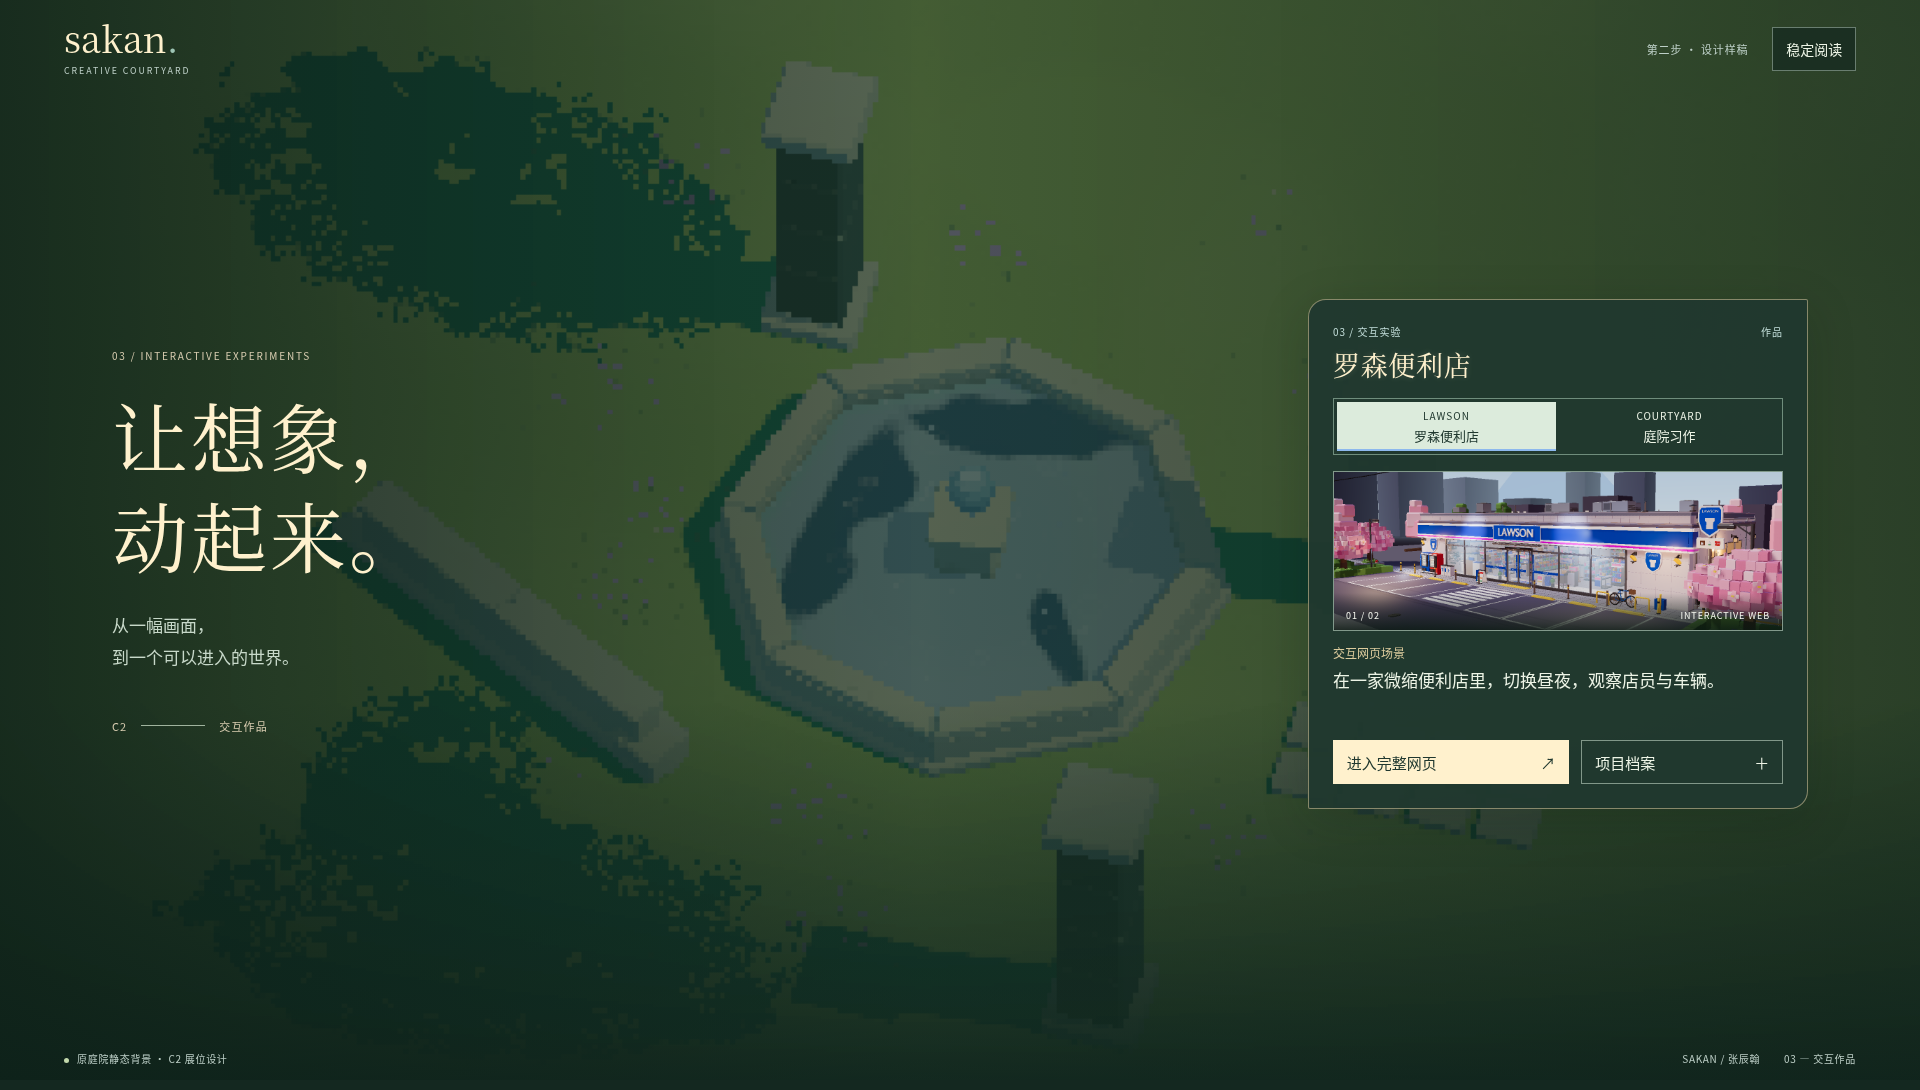 sakan.
CREATIVE COURTYARD
第二步 · 设计样稿
稳定阅读
03 / INTERACTIVE EXPERIMENTS
让想象，
动起来。
从一幅画面，
到一个可以进入的世界。
C2
交互作品
03 / 交互实验
作品
罗森便利店
LAWSON
罗森便利店
COURTYARD
庭院习作
LAWSON
LAWSON
01 / 02
INTERACTIVE WEB
交互网页场景
在一家微缩便利店里，切换昼夜，观察店员与车辆。
进入完整网页 ↗
项目档案 +
原庭院静态背景 · C2 展位设计
SAKAN / 张辰翰
03 — 交互作品